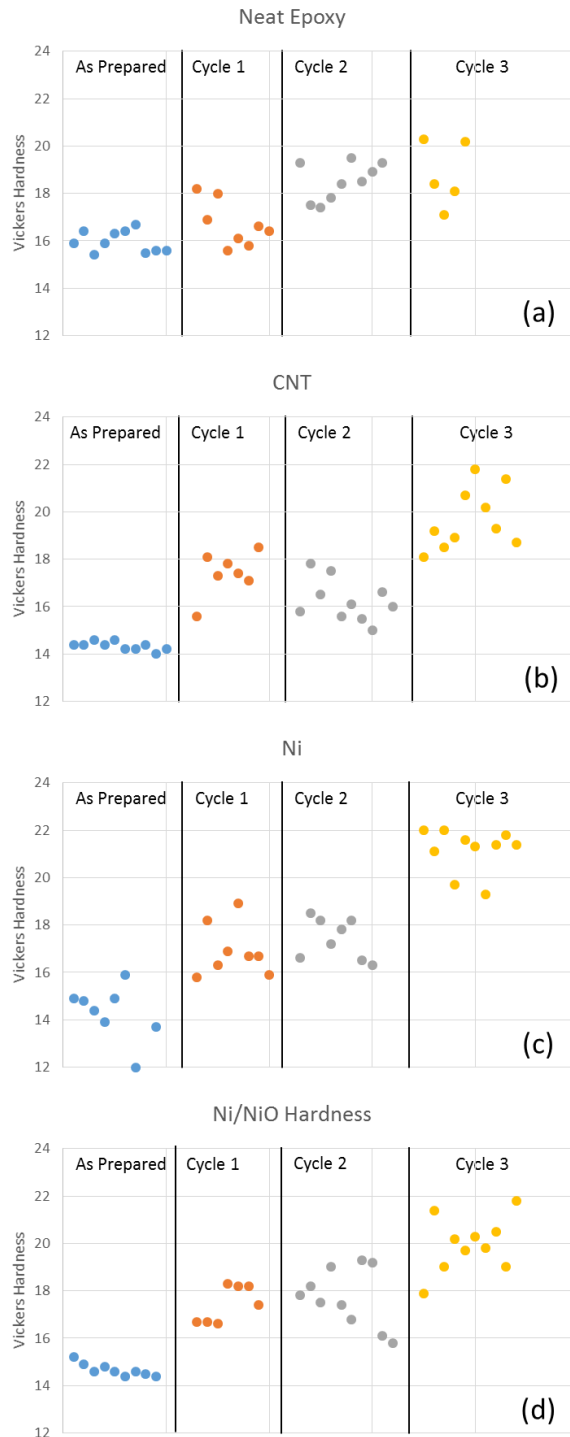 Neat Epoxy
24
As Prepared Cycle 1 Cycle 2 Cycle 3
22
20
Vickers Hardness
18
16
14
(a)
12
CNT
24
As Prepared Cycle 1 Cycle 2 Cycle 3
22
20
Vickers Hardness
18
16
14
(b)
12
Ni
24
As Prepared Cycle 1 Cycle 2 Cycle 3
22
20
Vickers Hardness
18
16
14
(c)
12
Ni/NiO Hardness
24
As Prepared Cycle 1 Cycle 2 Cycle 3
22
20
Vickers Hardness
18
16
14
(d)
12